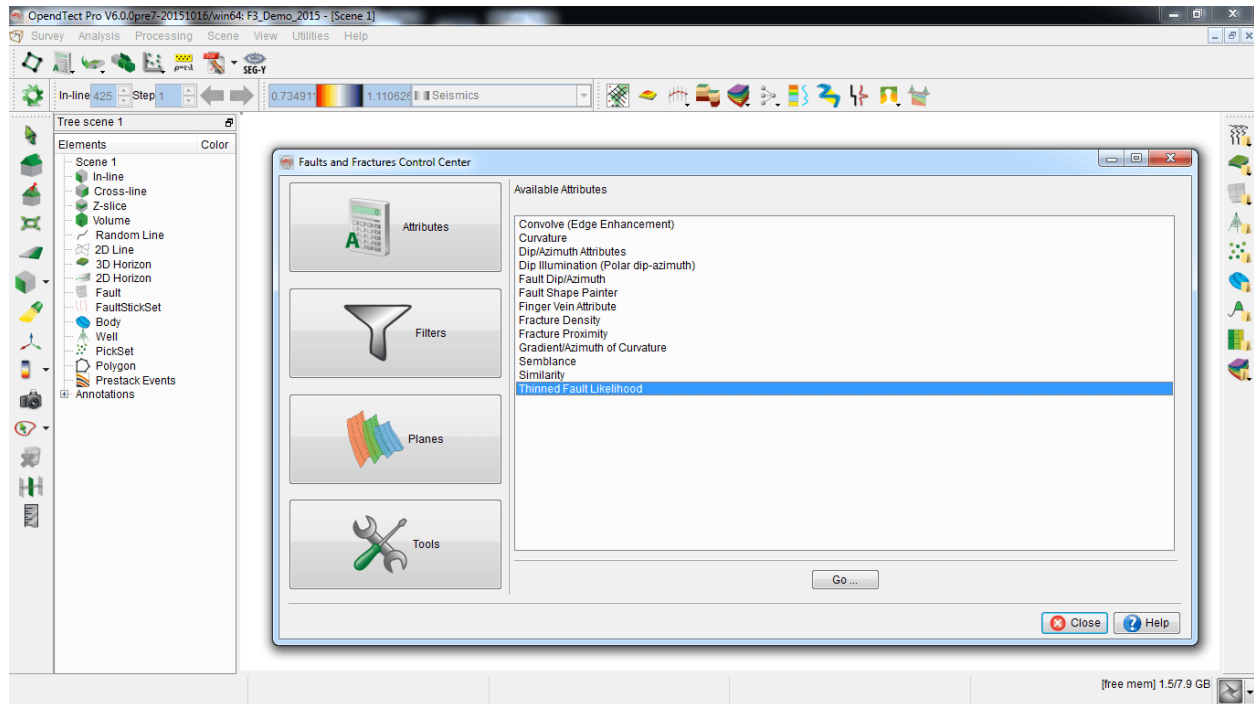 OpendTect Pro V6.0.0pre7-20151016/win64: F3_Demo_2015 - [Scene 1]
Survey Analysis Processing Scene View Utilities Help
SEG-Y
In-line 425 Step 1 0.73491 1.110626 Seismics
Tree scene 1
Elements Color
Scene 1
In-line
Cross-line
Z-slice
Volume
Random Line
2D Line
3D Horizon
2D Horizon
Fault
FaultStickSet
Body
Well
PickSet
Polygon
Prestack Events
Annotations
Faults and Fractures Control Center
Attributes
Filters
Planes
Tools
Available Attributes
Convolve (Edge Enhancement)
Curvature
Dip/Azimuth Attributes
Dip Illumination (Polar dip-azimuth)
Fault Dip/Azimuth
Fault Shape Painter
Finger Vein Attribute
Fracture Density
Fracture Proximity
Gradient/Azimuth of Curvature
Semblance
Similarity
Thinned Fault Likelihood
Go ...
Close Help
[free mem] 1.5/7.9 GB